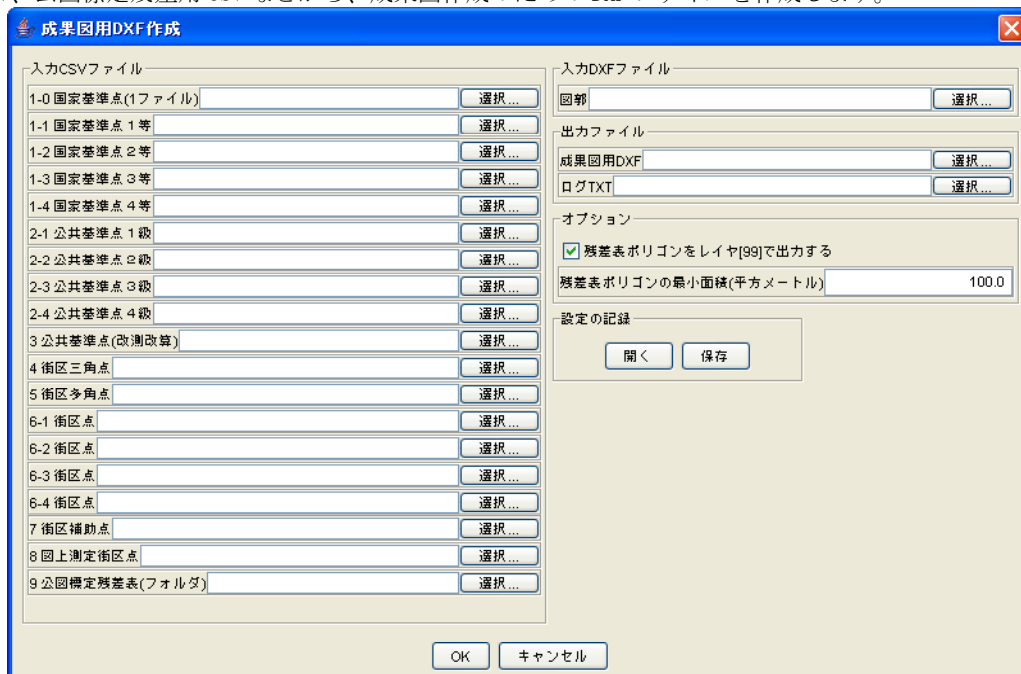 成果図用DXF作成
入力CSVファイル
1-0 国家基準点(1ファイル) 選択...
1-1 国家基準点1等 選択...
1-2 国家基準点2等 選択...
1-3 国家基準点3等 選択...
1-4 国家基準点4等 選択...
2-1 公共基準点1級 選択...
2-2 公共基準点2級 選択...
2-3 公共基準点3級 選択...
2-4 公共基準点4級 選択...
3 公共基準点(改測改算) 選択...
4 街区三角点 選択...
5 街区多角点 選択...
6-1 街区点 選択...
6-2 街区点 選択...
6-3 街区点 選択...
6-4 街区点 選択...
7 街区補助点 選択...
8 図上測定街区点 選択...
9 公図標定残差表(フォルダ) 選択...
入力DXFファイル
図郭 選択...
出力ファイル
成果図用DXF 選択...
ログTXT 選択...
オプション
残差表ポリゴンをレイヤ[99]で出力する
残差表ポリゴンの最小面積(平方メートル) 100.0
設定の記録
開く 保存
OK キャンセル